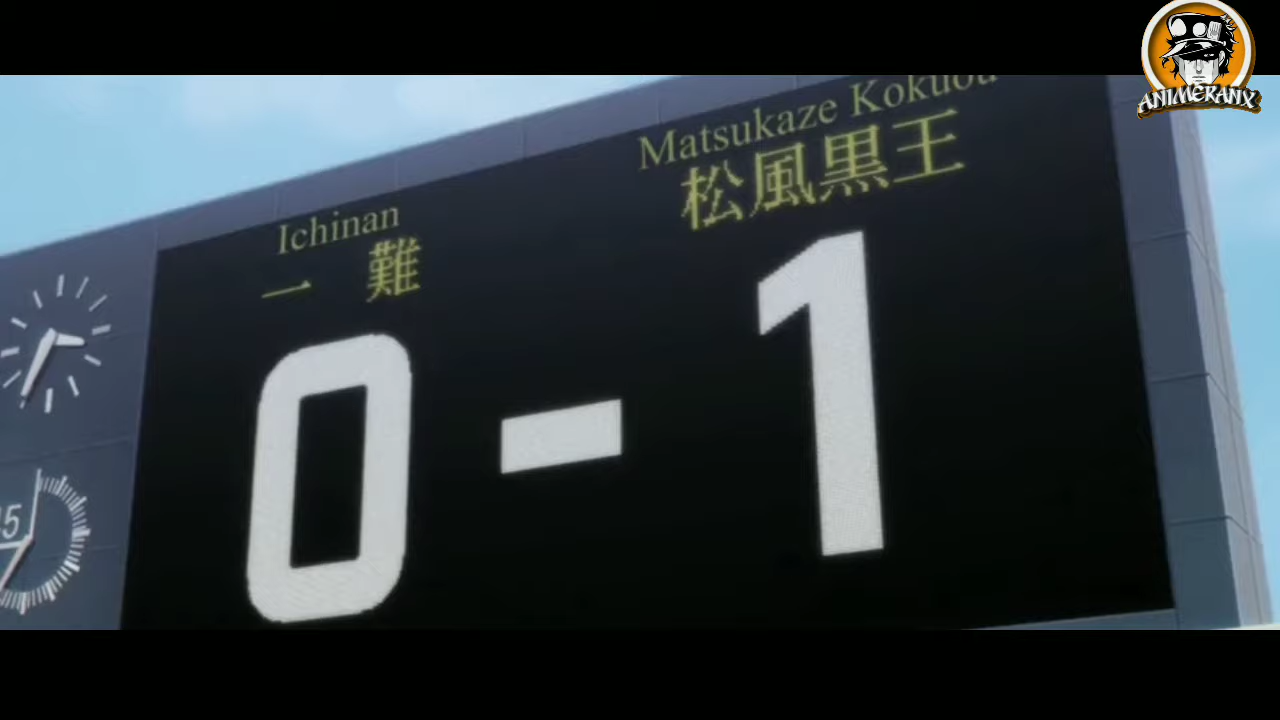 ANIMERANX
Matsukaze Kokuou
松風黒王
Ichinan
一 難
0 - 1